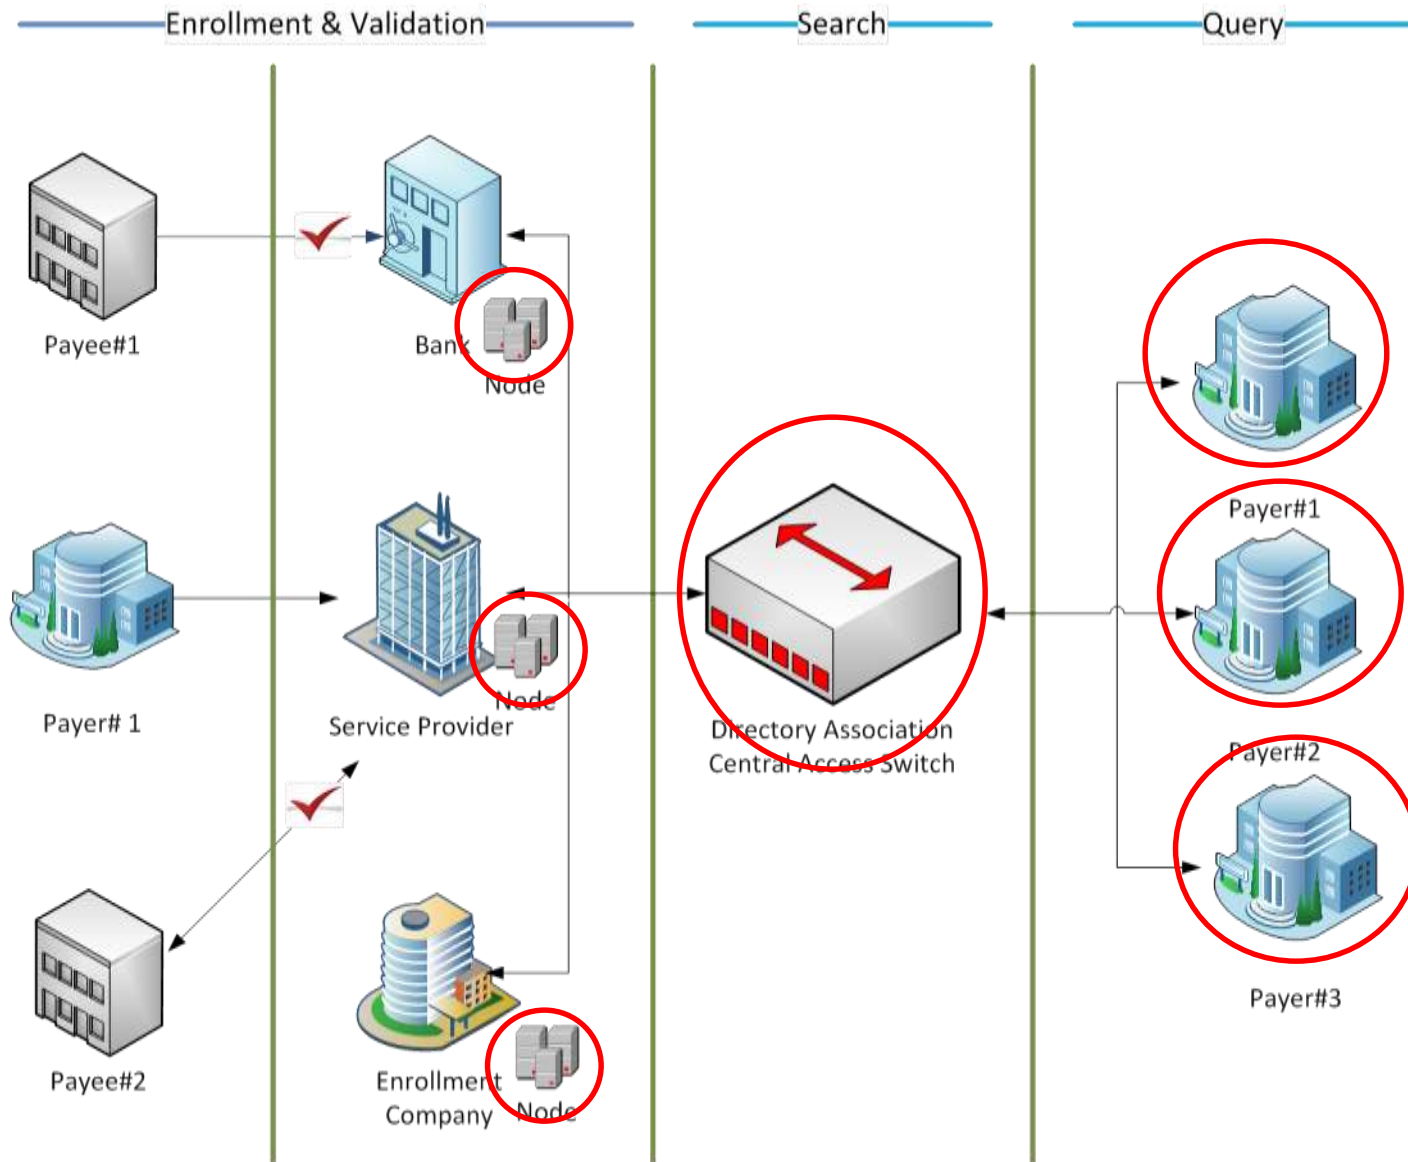 Enrollment & Validation
Search
Query
Payee#1
Bank
Node
Payer#1
Payer# 1
Service Provider
Node
Directory Association
Central Access Switch
Payer#2
Payee#2
Enrollment
Company
Node
Payer#3